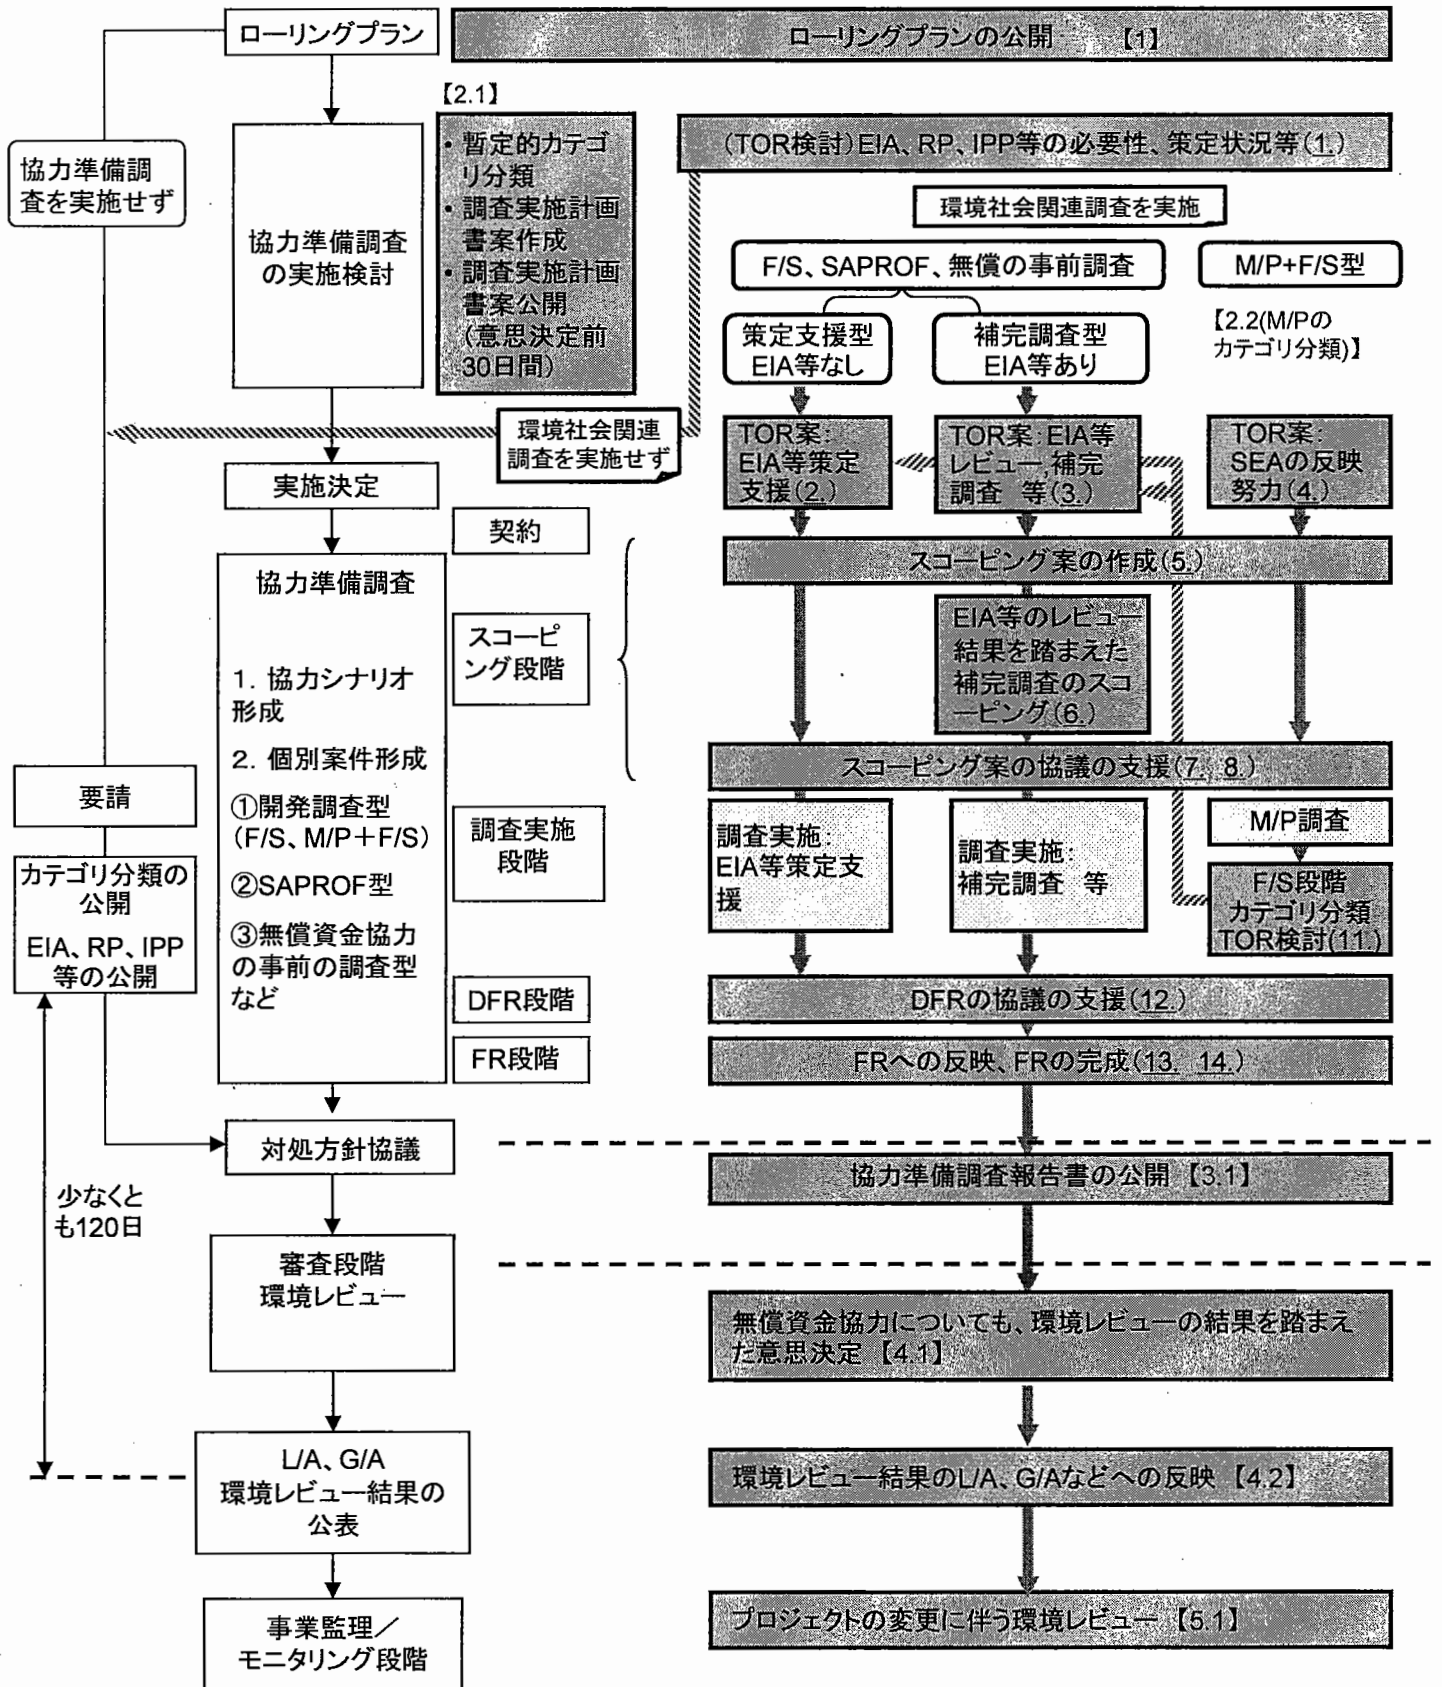 ローリングプラン
ローリングプランの公開 【1】
協力準備調
査を実施せず
協力準備調査
の実施検討
【2.1】
・暫定的カテゴ
リ分類
・調査実施計画
書案作成
・調査実施計画
書案公開
(意思決定前
30日間)
(TOR検討)EIA、RP、IPP等の必要性、策定状況等(1.)
環境社会関連調査を実施
F/S、SAPROF、無償の事前調査
M/P+F/S型
策定支援型
EIA等なし
補完調査型
EIA等あり
【2.2(M/Pの
カテゴリ分類)】
環境社会関連
調査を実施せず
TOR案:
EIA等策定
支援(2.)
TOR案:EIA等
レビュー,補完
調査 等(3.)
TOR案:
SEAの反映
努力(4.)
実施決定
契約
スコーピング案の作成(5.)
協力準備調査
1. 協力シナリオ
形成
2. 個別案件形成
①開発調査型
(F/S、M/P+F/S)
②SAPROF型
③無償資金協力
の事前の調査型
など
スコーピ
ング段階
EIA等のレビュー
結果を踏まえた
補完調査のスコ
ーピング(6.)
スコーピング案の協議の支援(7. 8.)
要請
カテゴリ分類の
公開
EIA、RP、IPP
等の公開
調査実施
段階
調査実施:
EIA等策定支
援
調査実施:
補完調査 等
M/P調査
F/S段階
カテゴリ分類
TOR検討(11.)
DFR段階
DFRの協議の支援(12.)
FR段階
FRへの反映、FRの完成(13. 14.)
対処方針協議
協力準備調査報告書の公開 【3.1】
少なくと
も120日
審査段階
環境レビュー
無償資金協力についても、環境レビューの結果を踏まえ
た意思決定 【4.1】
L/A、G/A
環境レビュー結果の
公表
環境レビュー結果のL/A、G/Aなどへの反映 【4.2】
事業監理/
モニタリング段階
プロジェクトの変更に伴う環境レビュー 【5.1】